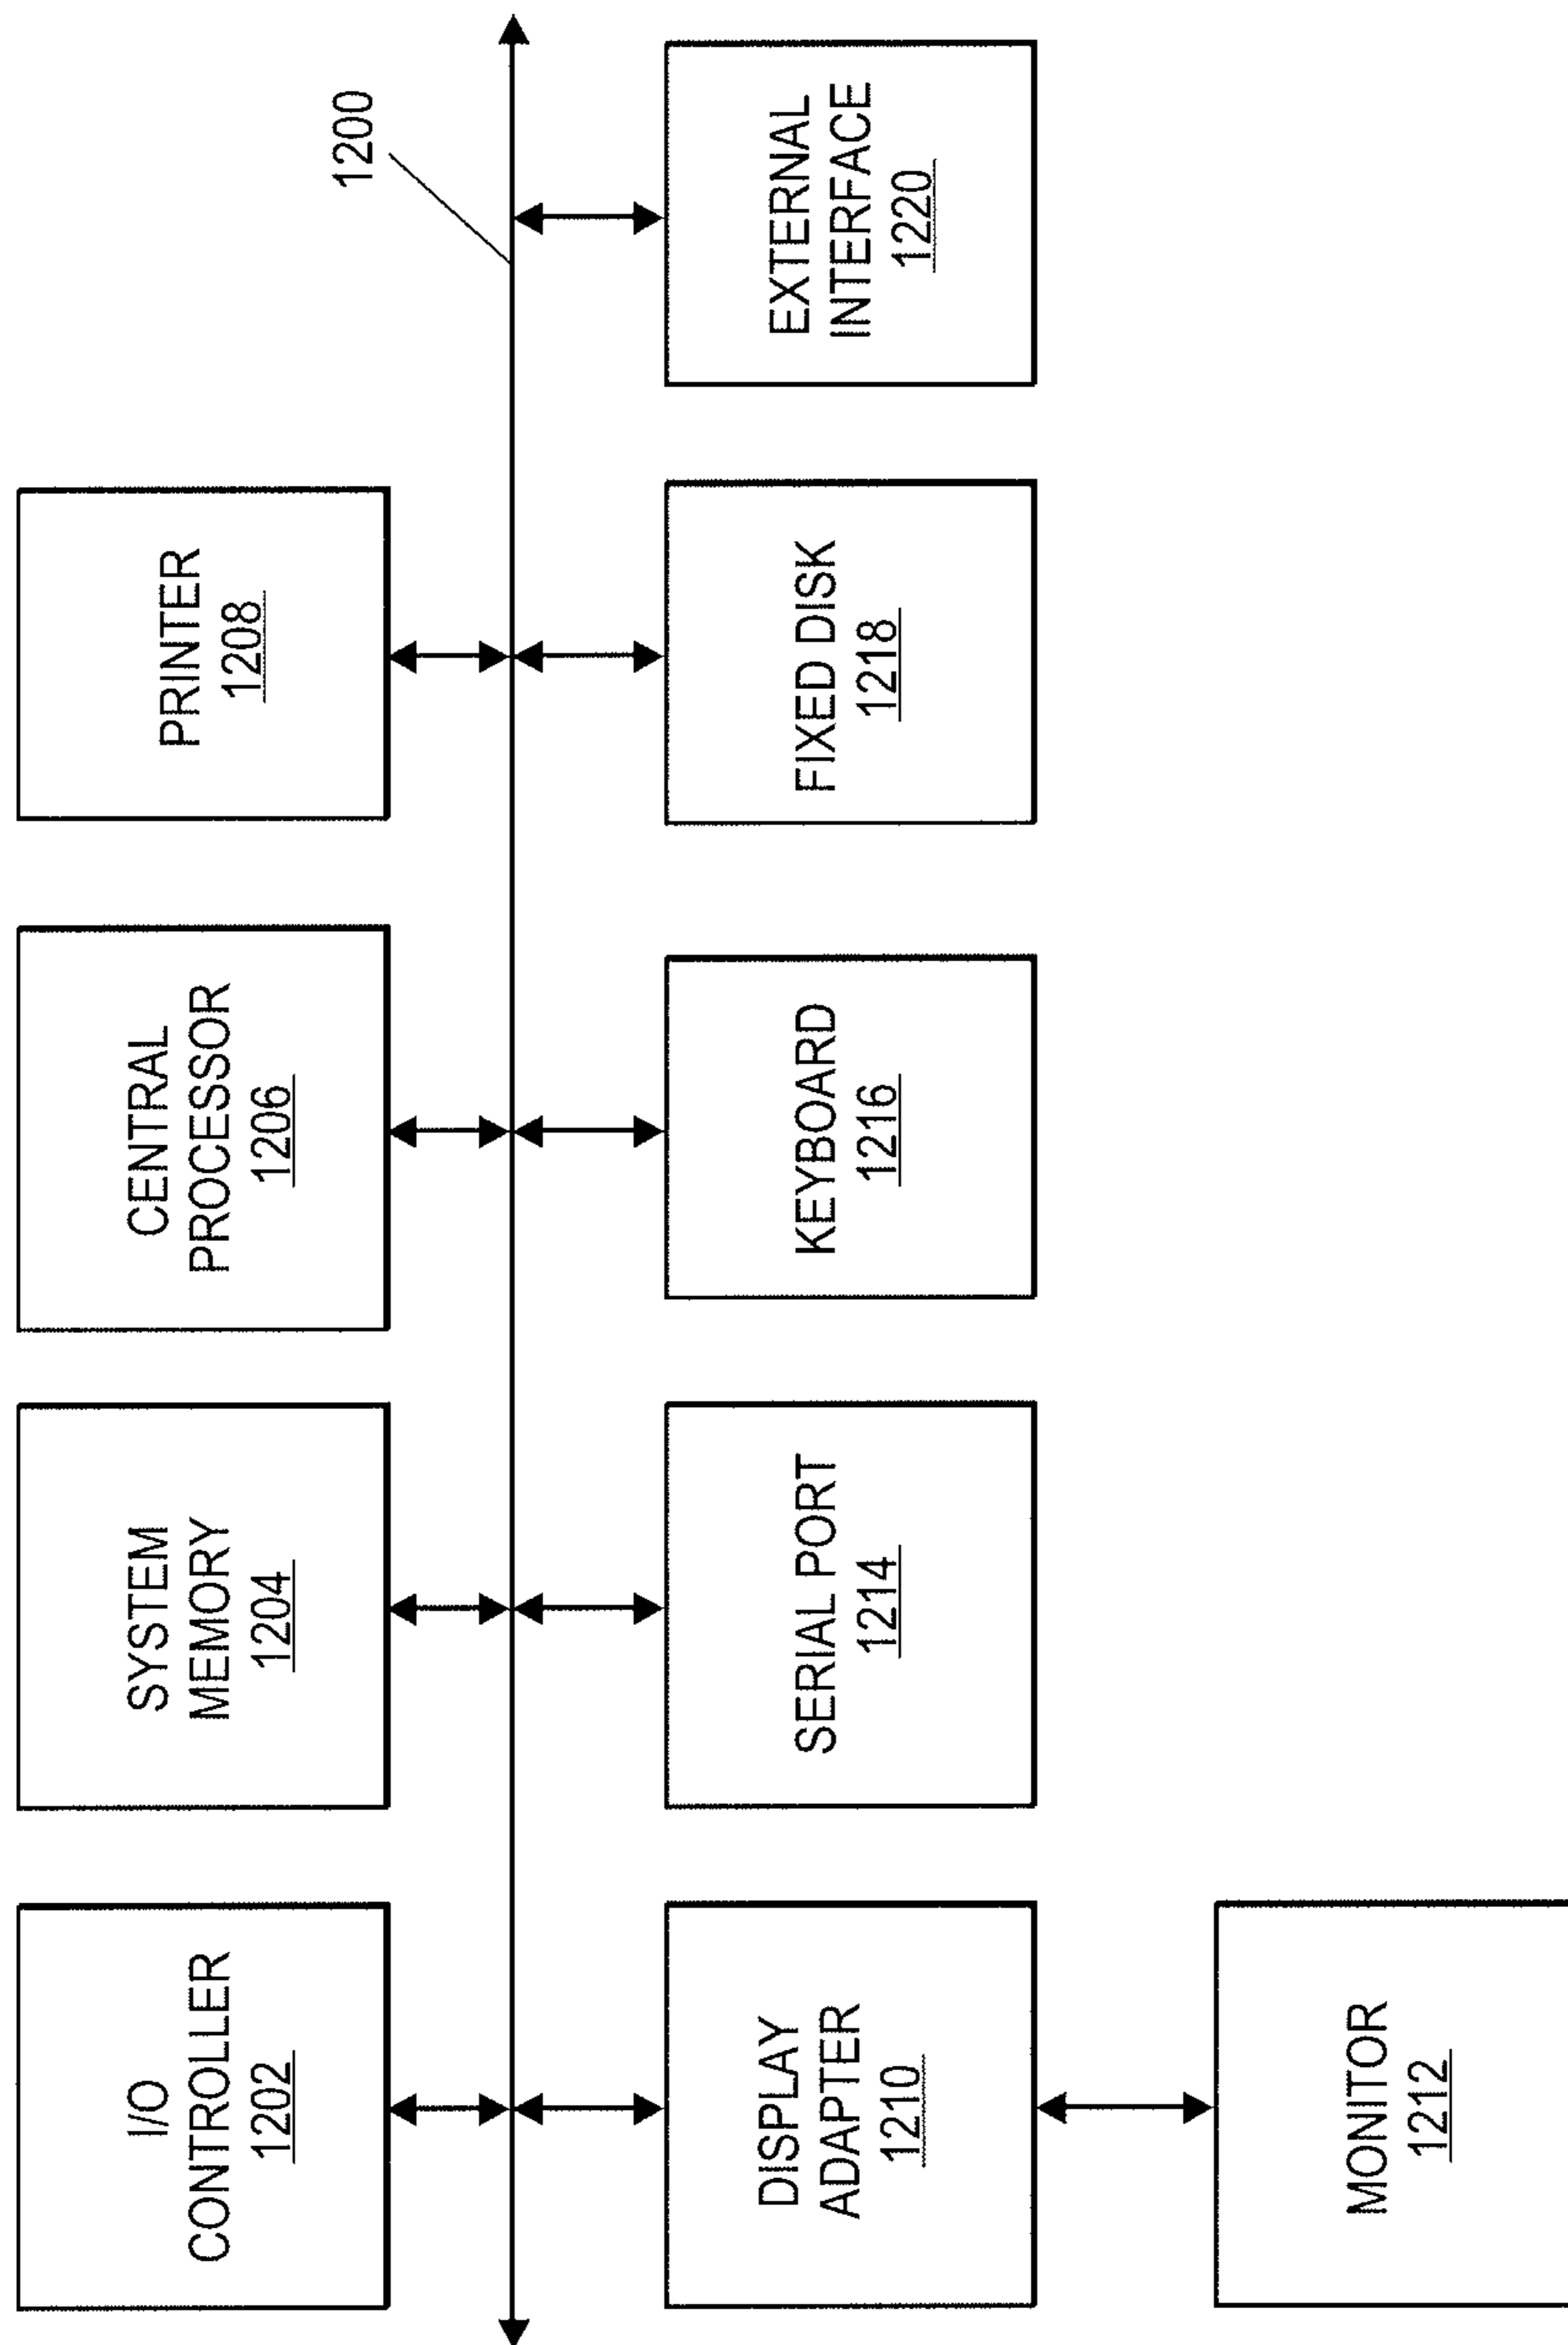 I/O
CONTROLLER
1202
SYSTEM
MEMORY
1204
CENTRAL
PROCESSOR
1206
PRINTER
1208
1200
DISPLAY
ADAPTER
1210
SERIAL PORT
1214
KEYBOARD
1216
FIXED DISK
1218
EXTERNAL
INTERFACE
1220
MONITOR
1212